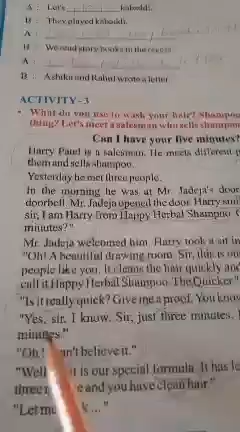 A : Let's kabaddi.
B : They played kabaddi.
A :
B : We read story books in the recess
A :
B : Ashika and Rahul wrote a letter
ACTIVITY - 3
• What do you use to wash your hair? Shampoo
thing? Let's meet a salesman who sells shampoo
Can I have your five minutes?
Harry Patel is a salesman. He meets different p
them and sells shampoo.
Yesterday he met three people.
In the morning he was at Mr. Jadeja's door
doorbell. Mr. Jadeja opened the door. Harry
sir, I am Harry from Happy Herbal Shampoo. C
minutes?"
Mr. Jadeja welcomed him. Harry took a
"Oh! A beautiful drawing room. Sir, this is ou
people like you. It cleans the hair quickly and
call it Happy Herbal Shampoo. The Quicker"
"Is it really quick? Give me a proof. You know
"Yes, sir. I know. Sir, just three minutes.
minutes."
"Oh! n't believe it."
"Well it is our special formula. It has
three e and you have clean hair."
"Let me k..."